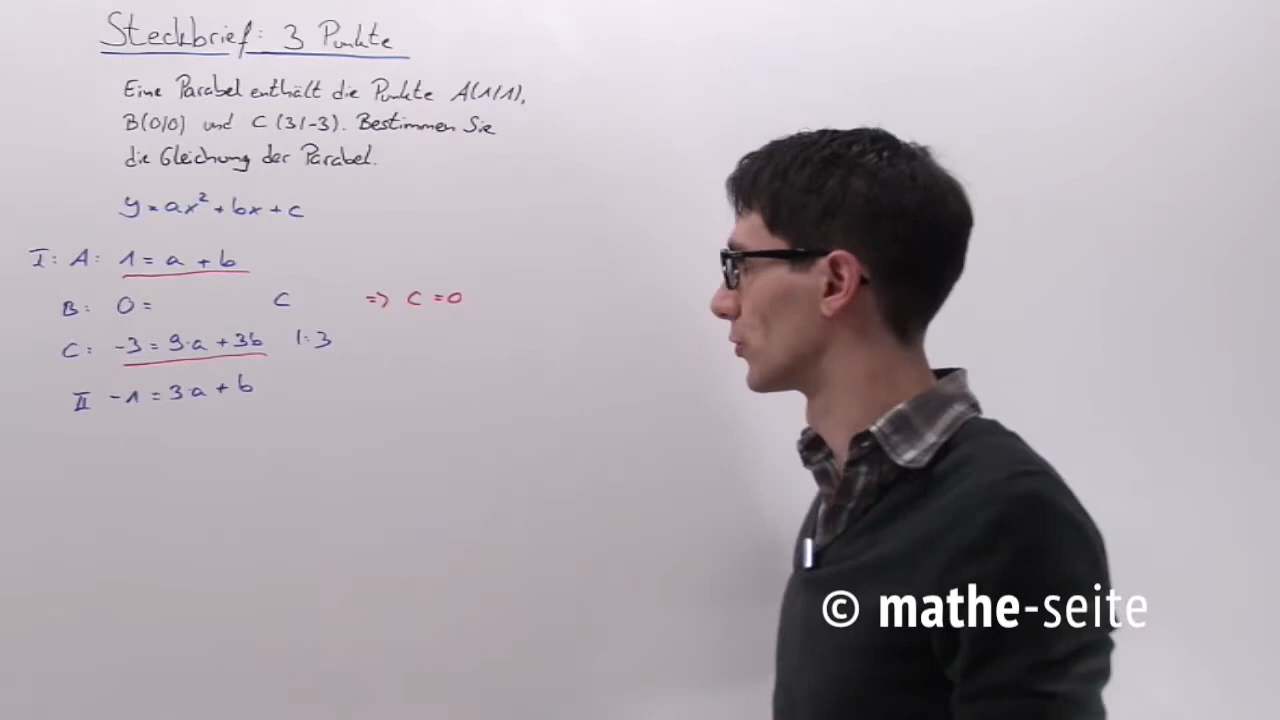 Steckbrief: 3 Punkte
Eine Parabel enthält die Punkte A(1/1),
B(0/0) und C(3/-3). Bestimmen Sie
die Gleichung der Parabel.
y = ax² + bx + c
I: A: 1 = a + b
B: 0 = c => c = 0
C: -3 = 9·a + 3b |:3
II -1 = 3·a + b
© mathe-seite